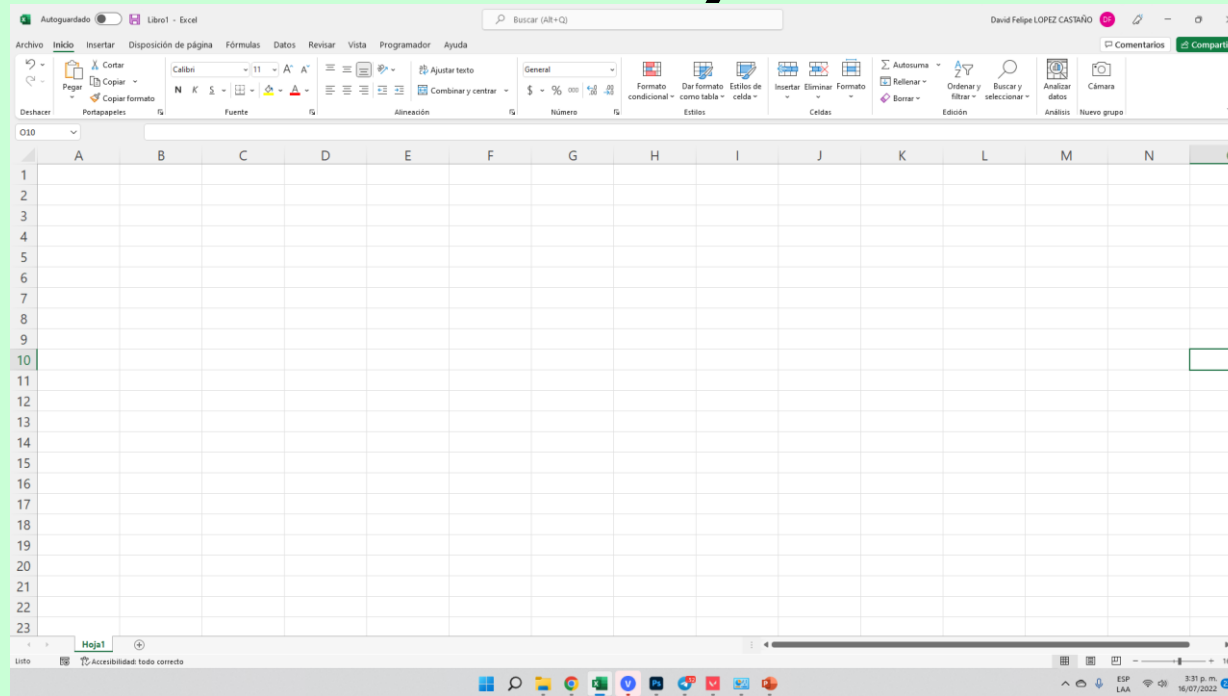 Autoguardado Libro1 - Excel Buscar (Alt+Q) David Felipe LOPEZ CASTAÑO DF
Archivo Inicio Insertar Disposición de página Fórmulas Datos Revisar Vista Programador Ayuda Comentarios Comparti
Pegar Cortar Copiar Copiar formato
Calibri 11 A A
N K S A
Ajustar texto
Combinar y centrar
General
$ % 000
Formato condicional Dar formato como tabla Estilos de celda
Insertar Eliminar Formato
Autosuma
Rellenar
Borrar
Ordenar y filtrar Buscar y seleccionar
Analizar datos
Cámara
Deshacer Portapapeles Fuente Alineación Número Estilos Celdas Edición Análisis Nuevo grupo
O10
A B C D E F G H I J K L M N
1
2
3
4
5
6
7
8
9
10
11
12
13
14
15
16
17
18
19
20
21
22
23
Hoja1
Listo Accesibilidad: todo correcto
ESP 3:31 p. m.
LAA 16/07/2022